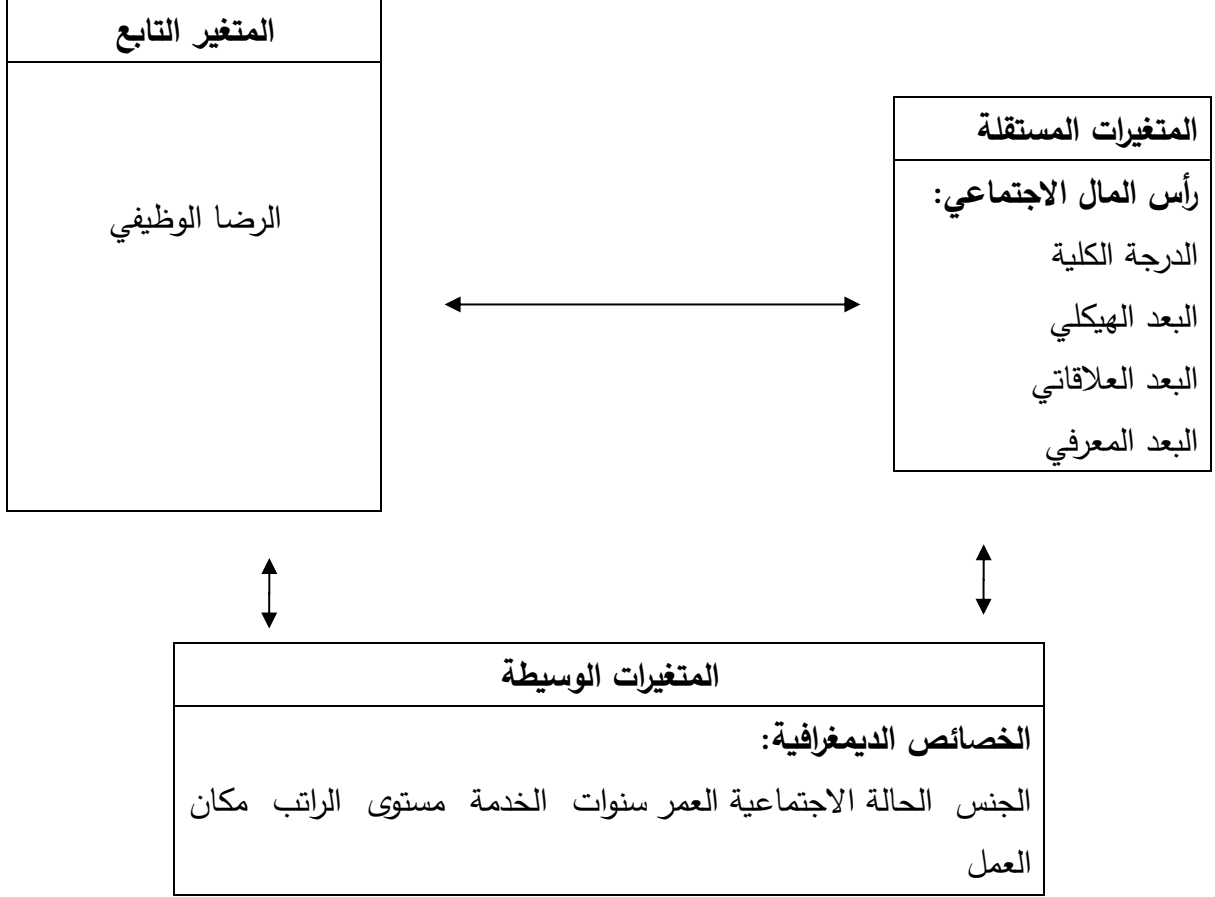 المتغير التابع
الرضا الوظيفي
المتغيرات المستقلة
رأس المال الاجتماعي:
الدرجة الكلية
البعد الهيكلي
البعد العلاقاتي
البعد المعرفي
المتغيرات الوسيطة
الخصائص الديمغرافية:
الجنس الحالة الاجتماعية العمر سنوات الخدمة مستوى الراتب مكان
العمل